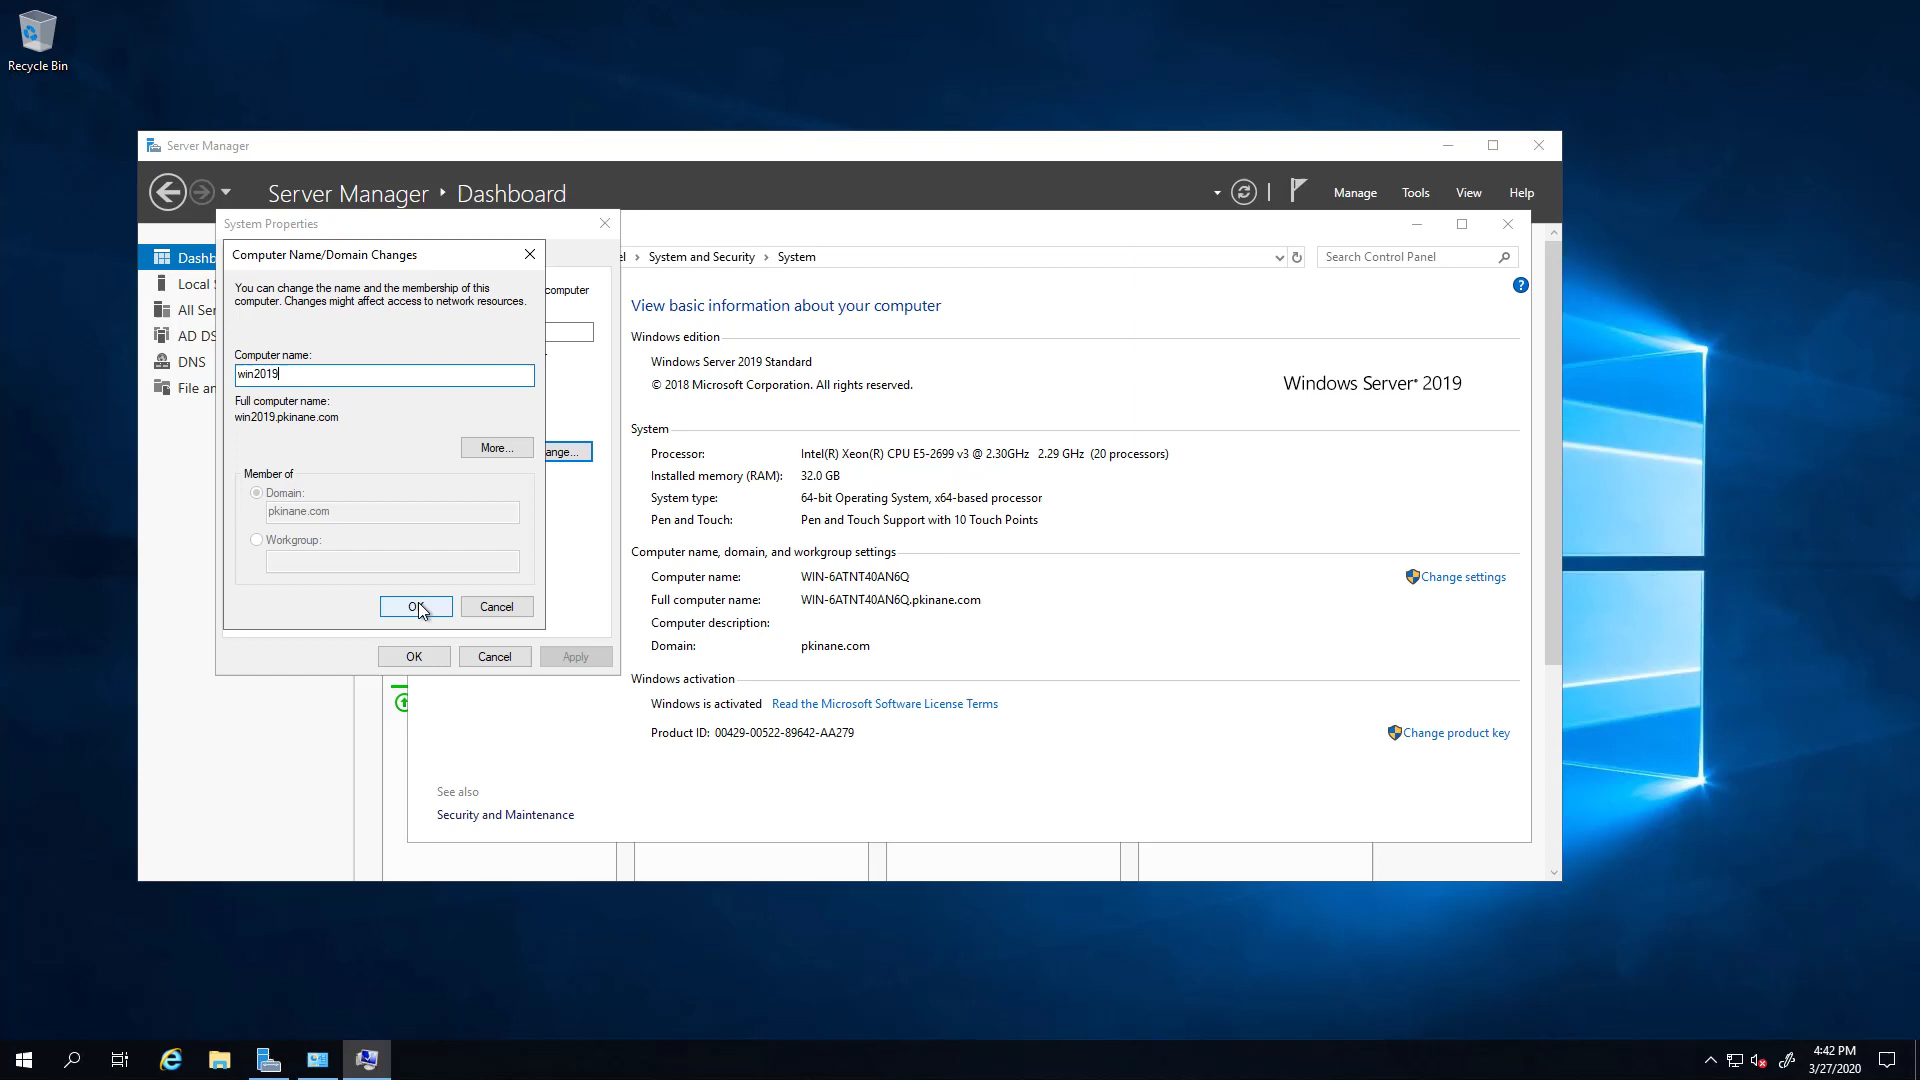 Recycle Bin
Server Manager
Server Manager • Dashboard
Manage
Tools
View
Help
System Properties
Computer Name/Domain Changes
You can change the name and the membership of this
computer. Changes might affect access to network resources.
Computer name:
win2019
Full computer name:
win2019.pkinane.com
More...
Member of
Domain:
pkinane.com
Workgroup:
OK
Cancel
OK
Cancel
Apply
computer
ange...
Dashb
Local S
All Ser
AD DS
DNS
File an
el › System and Security › System
Search Control Panel
View basic information about your computer
Windows edition
Windows Server 2019 Standard
© 2018 Microsoft Corporation. All rights reserved.
Windows Server® 2019
System
Processor: Intel(R) Xeon(R) CPU E5-2699 v3 @ 2.30GHz 2.29 GHz (20 processors)
Installed memory (RAM): 32.0 GB
System type: 64-bit Operating System, x64-based processor
Pen and Touch: Pen and Touch Support with 10 Touch Points
Computer name, domain, and workgroup settings
Computer name: WIN-6ATNT40AN6Q
Change settings
Full computer name: WIN-6ATNT40AN6Q.pkinane.com
Computer description:
Domain: pkinane.com
Windows activation
Windows is activated Read the Microsoft Software License Terms
Product ID: 00429-00522-89642-AA279
Change product key
See also
Security and Maintenance
4:42 PM
3/27/2020